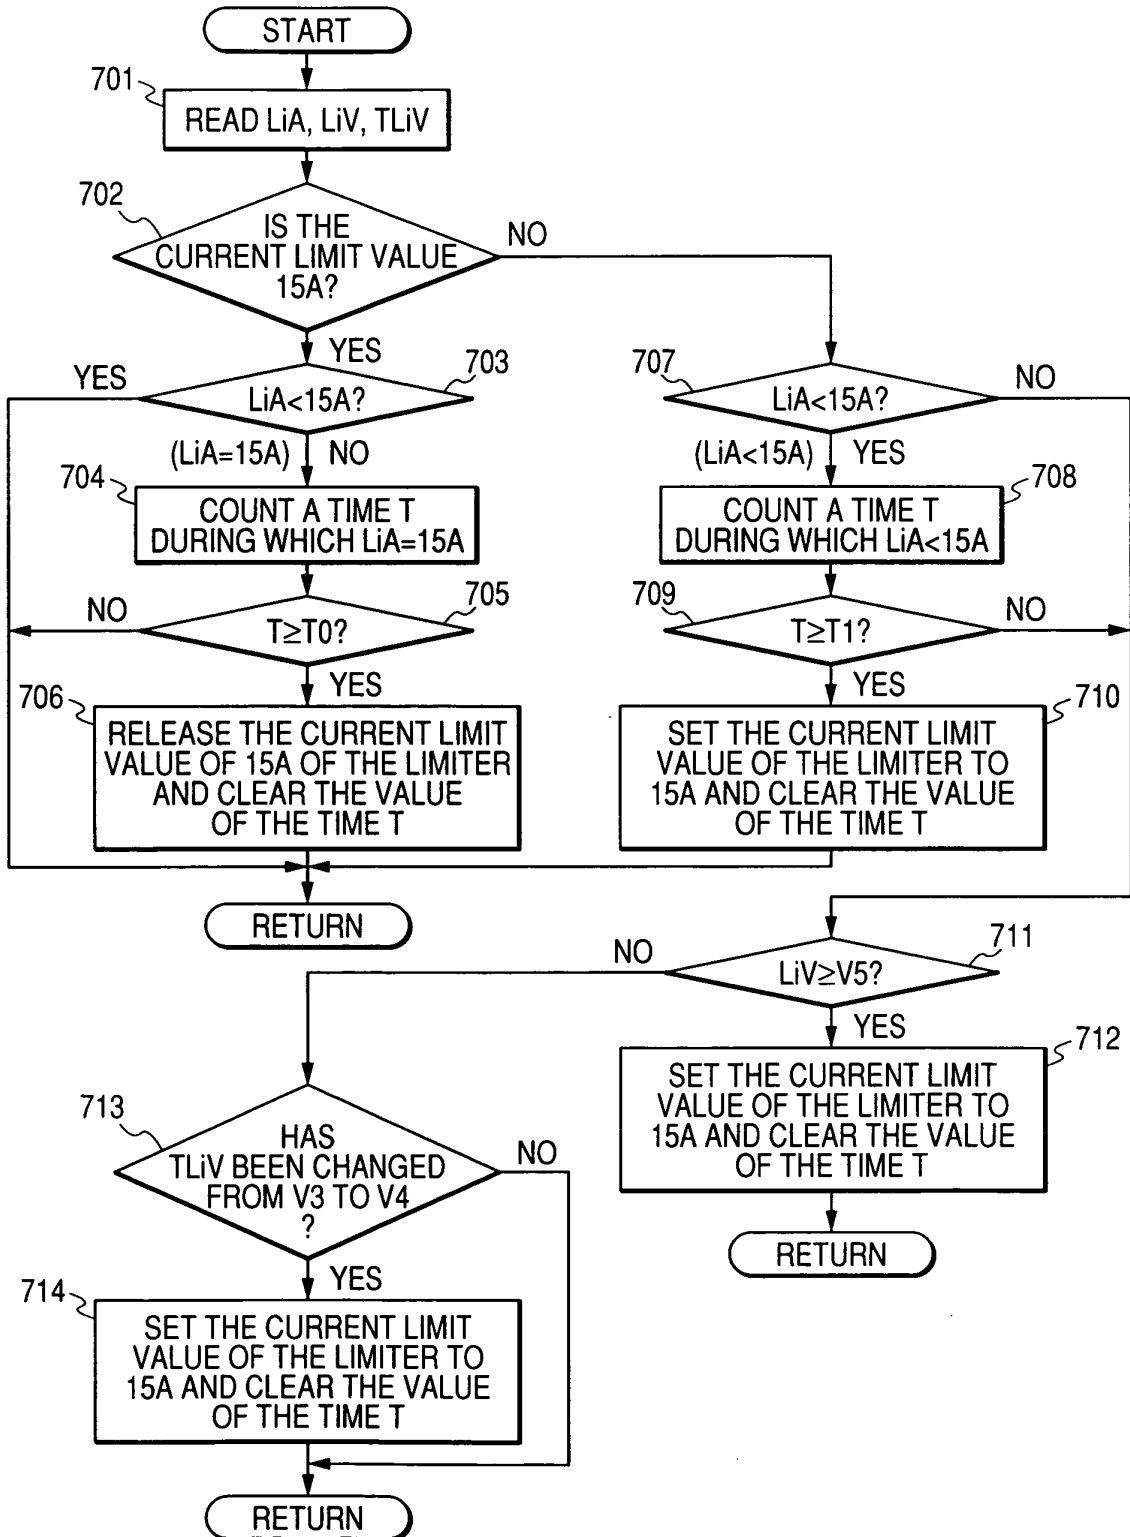 START
701
READ LiA, LiV, TLiV
702
IS THE
CURRENT LIMIT VALUE
15A?
NO
YES
703
YES
LiA<15A?
707
LiA<15A?
NO
(LiA=15A)
NO
(LiA<15A)
YES
704
COUNT A TIME T
DURING WHICH LiA=15A
708
COUNT A TIME T
DURING WHICH LiA<15A
705
NO
T≥T0?
709
T≥T1?
NO
YES
YES
706
RELEASE THE CURRENT LIMIT
VALUE OF 15A OF THE LIMITER
AND CLEAR THE VALUE
OF THE TIME T
710
SET THE CURRENT LIMIT
VALUE OF THE LIMITER TO
15A AND CLEAR THE VALUE
OF THE TIME T
RETURN
711
NO
LiV≥V5?
YES
712
SET THE CURRENT LIMIT
VALUE OF THE LIMITER TO
15A AND CLEAR THE VALUE
OF THE TIME T
RETURN
713
HAS
TLiV BEEN CHANGED
FROM V3 TO V4
?
NO
YES
714
SET THE CURRENT LIMIT
VALUE OF THE LIMITER TO
15A AND CLEAR THE VALUE
OF THE TIME T
RETURN